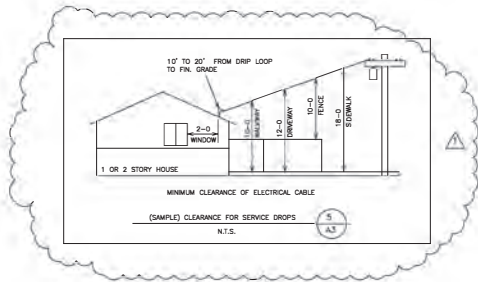 10' TO 20' FROM DRIP LOOP
TO FIN. GRADE
2-0
WINDOW
10-0
WALKWAY
12-0
DRIVEWAY
10-0
FENCE
18-0
SIDEWALK
1 OR 2 STORY HOUSE
MINIMUM CLEARANCE OF ELECTRICAL CABLE
(SAMPLE) CLEARANCE FOR SERVICE DROPS
N.T.S.
5
A3
1